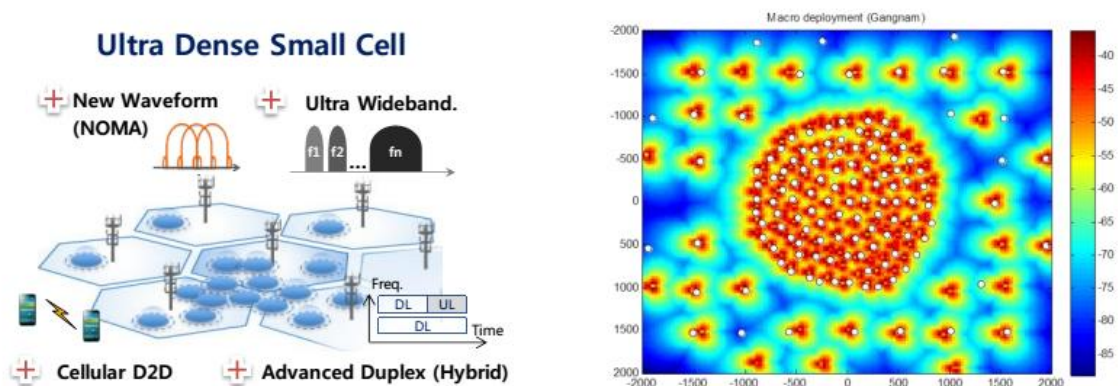 Ultra Dense Small Cell
New Waveform
(NOMA)
Ultra Wideband.
f1 f2 ... fn
Freq.
DL UL
DL
Time
Cellular D2D
Advanced Duplex (Hybrid)
Macro deployment (Gangnam)
-2000
-1500
-1000
-500
0
500
1000
1500
2000
-2000 -1500 -1000 -500 0 500 1000 1500 2000
-40
-45
-50
-55
-60
-65
-70
-75
-80
-85